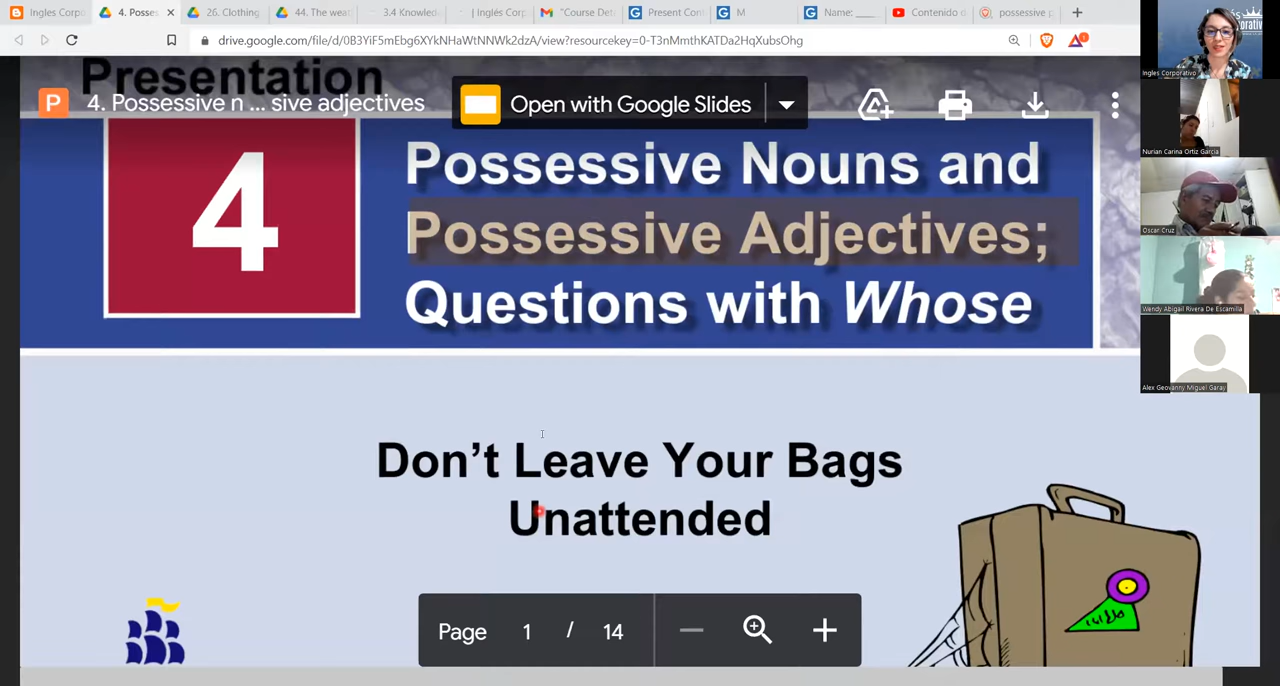 Ingles Corp
4. Posses
26. Clothing
44. The weat
3.4 Knowled
| Inglés Corp
"Course Det
Present Con
M
Name: ____
Contenido d
possessive p
drive.google.com/file/d/0B3YiF5mEbg6XYkNHaWtNNWk2dzA/view?resourcekey=0-T3nMmthKATDa2HqXubsOhg
Presentation
P
4. Possessive n ... sive adjectives
Open with Google Slides
4
Possessive Nouns and
Possessive Adjectives;
Questions with Whose
Don't Leave Your Bags
Unattended
Page 1 / 14
Ingles Corporativo
Nurian Carina Ortiz Garcia
Oscar Cruz
Wendy Abigail Rivera De Escamilla
Alex Geovanny Miguel Garay